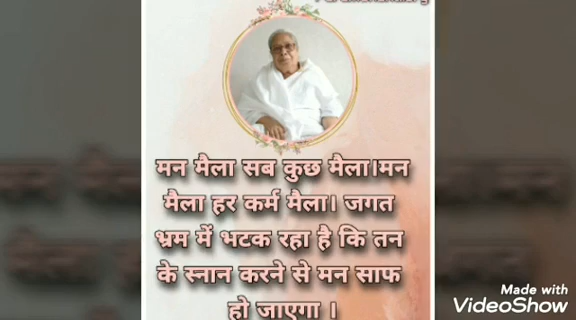 मन मैला सब कुछ मैला।मन
मैला हर कर्म मैला। जगत
भ्रम में भटक रहा है कि तन
के स्नान करने से मन साफ
हो जाएगा ।
Made with
VideoShow